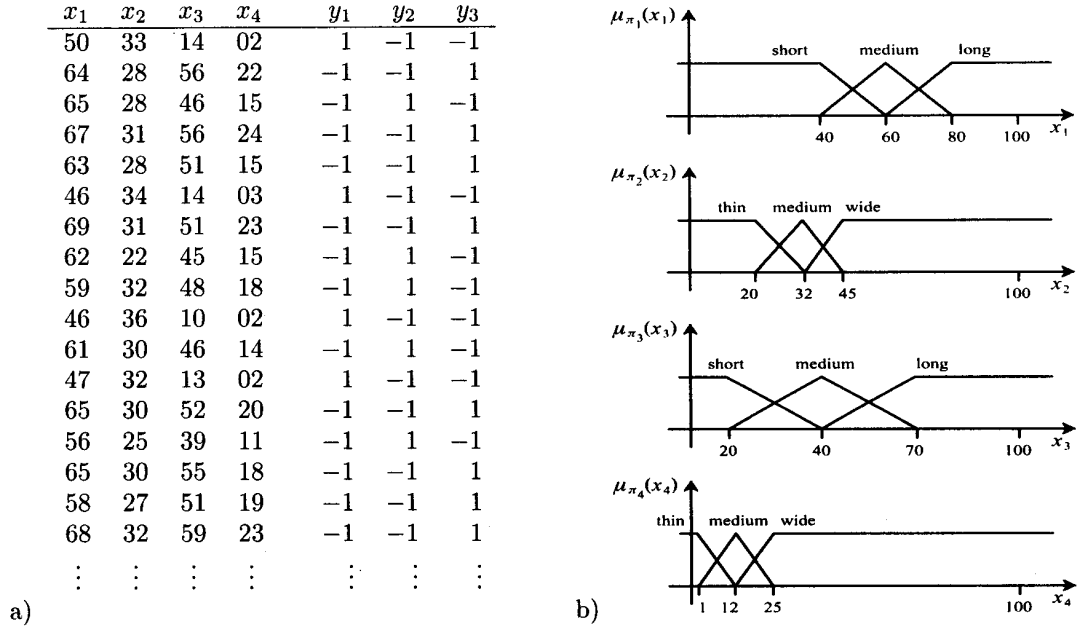 x1 x2 x3 x4 y1 y2 y3
50 33 14 02 1 −1 −1
64 28 56 22 −1 −1 1
65 28 46 15 −1 1 −1
67 31 56 24 −1 −1 1
63 28 51 15 −1 −1 1
46 34 14 03 1 −1 −1
69 31 51 23 −1 −1 1
62 22 45 15 −1 1 −1
59 32 48 18 −1 1 −1
46 36 10 02 1 −1 −1
61 30 46 14 −1 1 −1
47 32 13 02 1 −1 −1
65 30 52 20 −1 −1 1
56 25 39 11 −1 1 −1
65 30 55 18 −1 −1 1
58 27 51 19 −1 −1 1
68 32 59 23 −1 −1 1
⋮ ⋮ ⋮ ⋮ ⋮ ⋮ ⋮
a)
μπ1(x1)
short medium long
40 60 80 100 x1
μπ2(x2)
thin medium wide
20 32 45 100 x2
μπ3(x3)
short medium long
20 40 70 100 x3
μπ4(x4)
thin medium wide
1 12 25 100 x4
b)